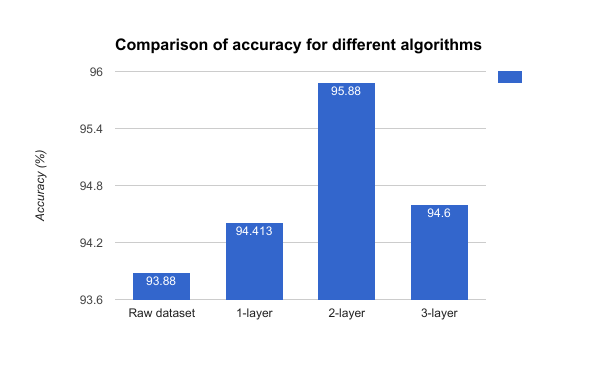 Comparison of accuracy for different algorithms
Accuracy (%)
96
95.4
94.8
94.2
93.6
93.88
94.413
95.88
94.6
Raw dataset
1-layer
2-layer
3-layer